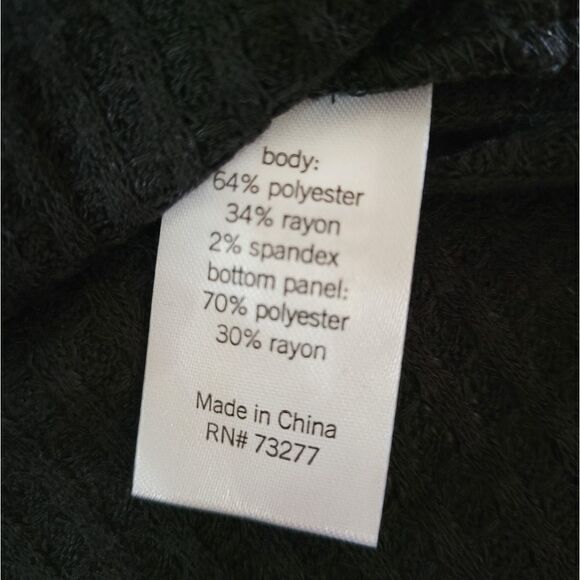 body:
64% polyester
34% rayon
2% spandex
bottom panel:
70% polyester
30% rayon
Made in China
RN# 73277